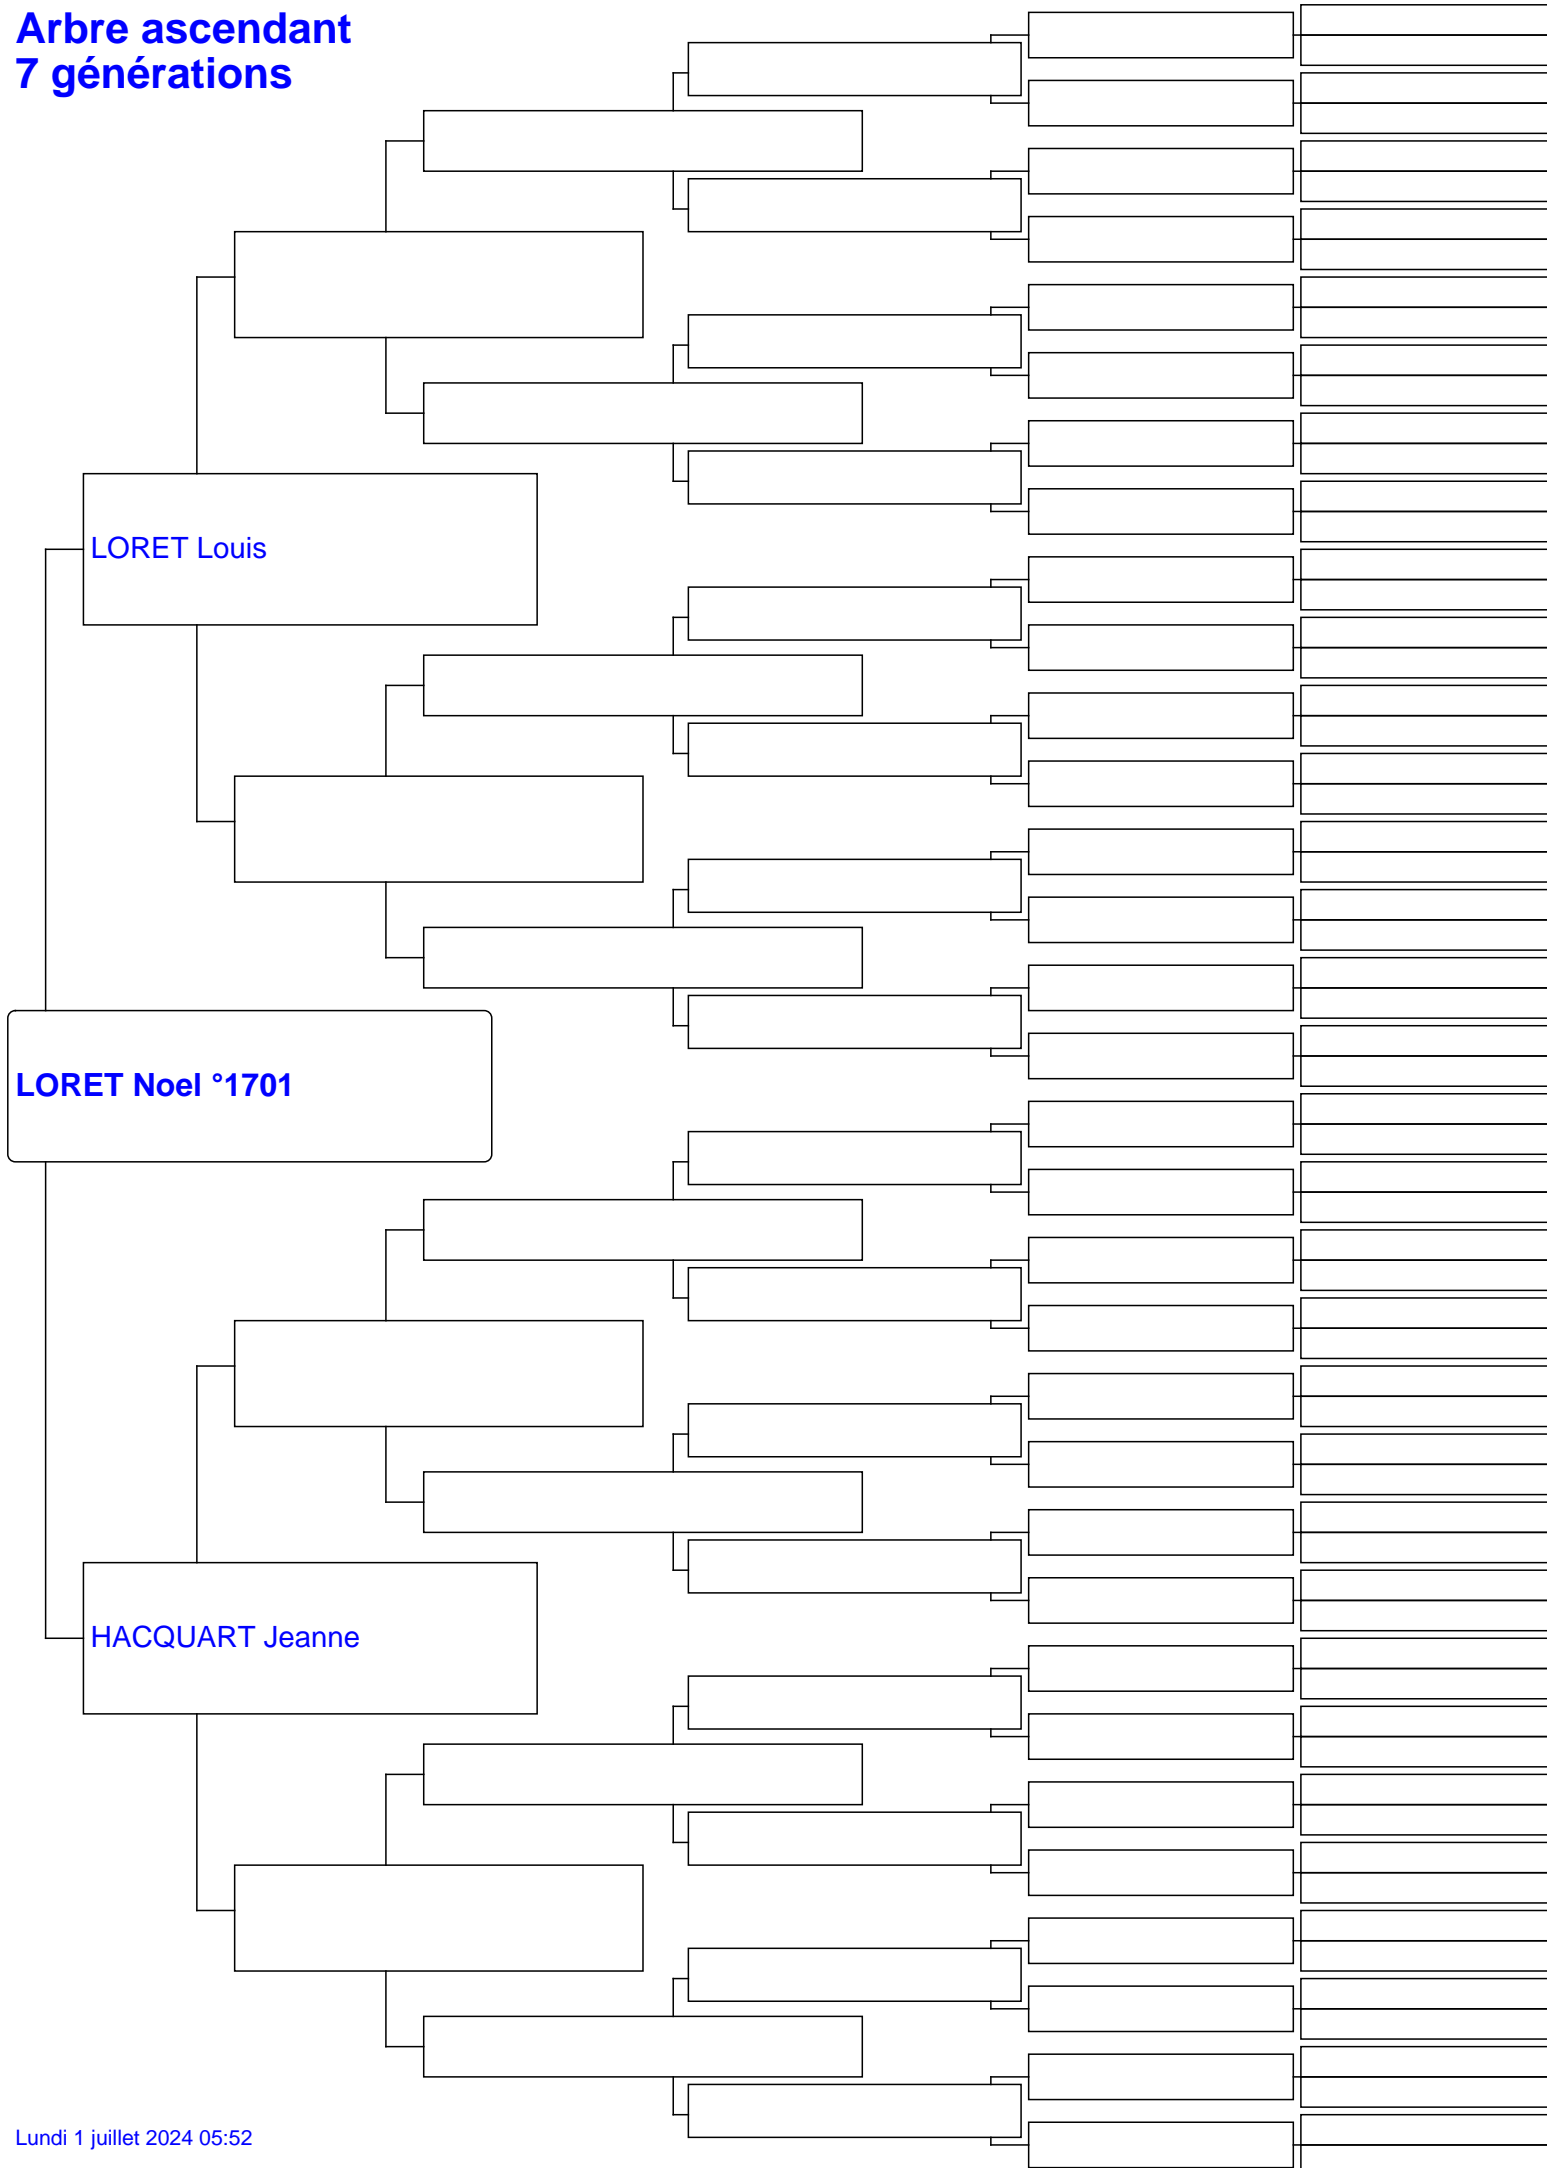 Arbre ascendant
7 générations
LORET Louis
LORET Noel °1701
HACQUART Jeanne
Lundi 1 juillet 2024 05:52